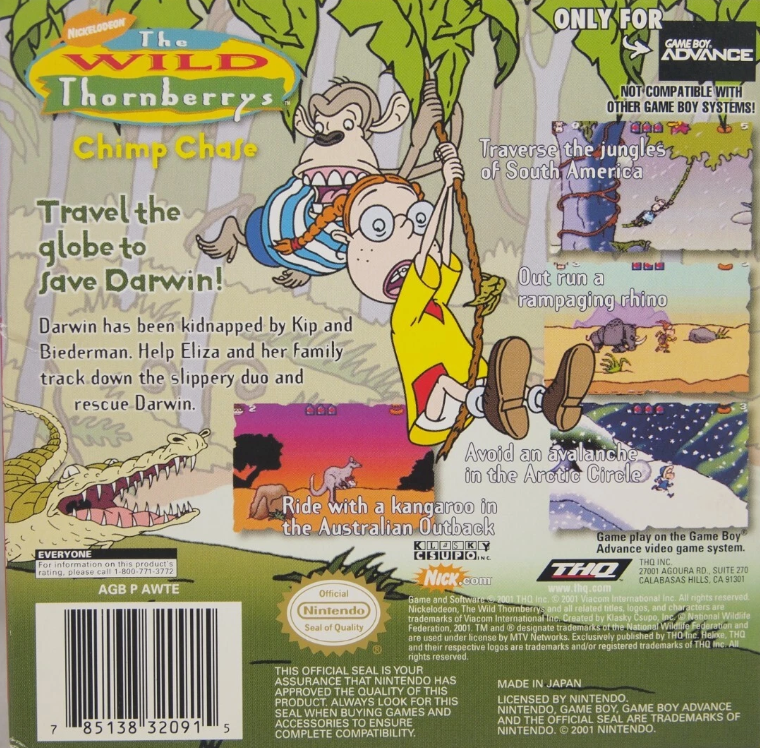 NICKELODEON
The
WILD
Thornberrys
Chimp Chase
ONLY FOR
GAME BOY
ADVANCE
NOT COMPATIBLE WITH
OTHER GAME BOY SYSTEMS!
Travel the
globe to
save Darwin!
Darwin has been kidnapped by Kip and
Biederman. Help Eliza and her family
track down the slippery duo and
rescue Darwin.
Traverse the jungles
of South America
Out run a
rampaging rhino
Avoid an avalanche
in the Arctic Circle
Ride with a kangaroo in
the Australian Outback
Game play on the Game Boy®
Advance video game system.
EVERYONE
For information on this product's
rating, please call 1-800-771-3772
AGB P AWTE
KLASKY
CSUPO INC.
NICK.com
THQ
www.thq.com
THQ INC.
27001 AGOURA RD., SUITE 270
CALABASAS HILLS, CA 91301
Official
Nintendo
Seal of Quality
®
Game and Software © 2001 THQ Inc. © 2001 Viacom International Inc. All rights reserved.
Nickelodeon, The Wild Thornberrys and all related titles, logos, and characters are
trademarks of Viacom International Inc. Created by Klasky Csupo, Inc. © National Wildlife
Federation, 2001. TM and ® designate trademarks of the National Wildlife Federation and
are used under license by MTV Networks. Exclusively published by THQ Inc. Helixe, THQ
and their respective logos are trademarks and/or registered trademarks of THQ Inc. All
rights reserved.
THIS OFFICIAL SEAL IS YOUR
ASSURANCE THAT NINTENDO HAS
APPROVED THE QUALITY OF THIS
PRODUCT. ALWAYS LOOK FOR THIS
SEAL WHEN BUYING GAMES AND
ACCESSORIES TO ENSURE
COMPLETE COMPATIBILITY.
MADE IN JAPAN
LICENSED BY NINTENDO.
NINTENDO, GAME BOY, GAME BOY ADVANCE
AND THE OFFICIAL SEAL ARE TRADEMARKS OF
NINTENDO. © 2001 NINTENDO.
7 85138 32091 5